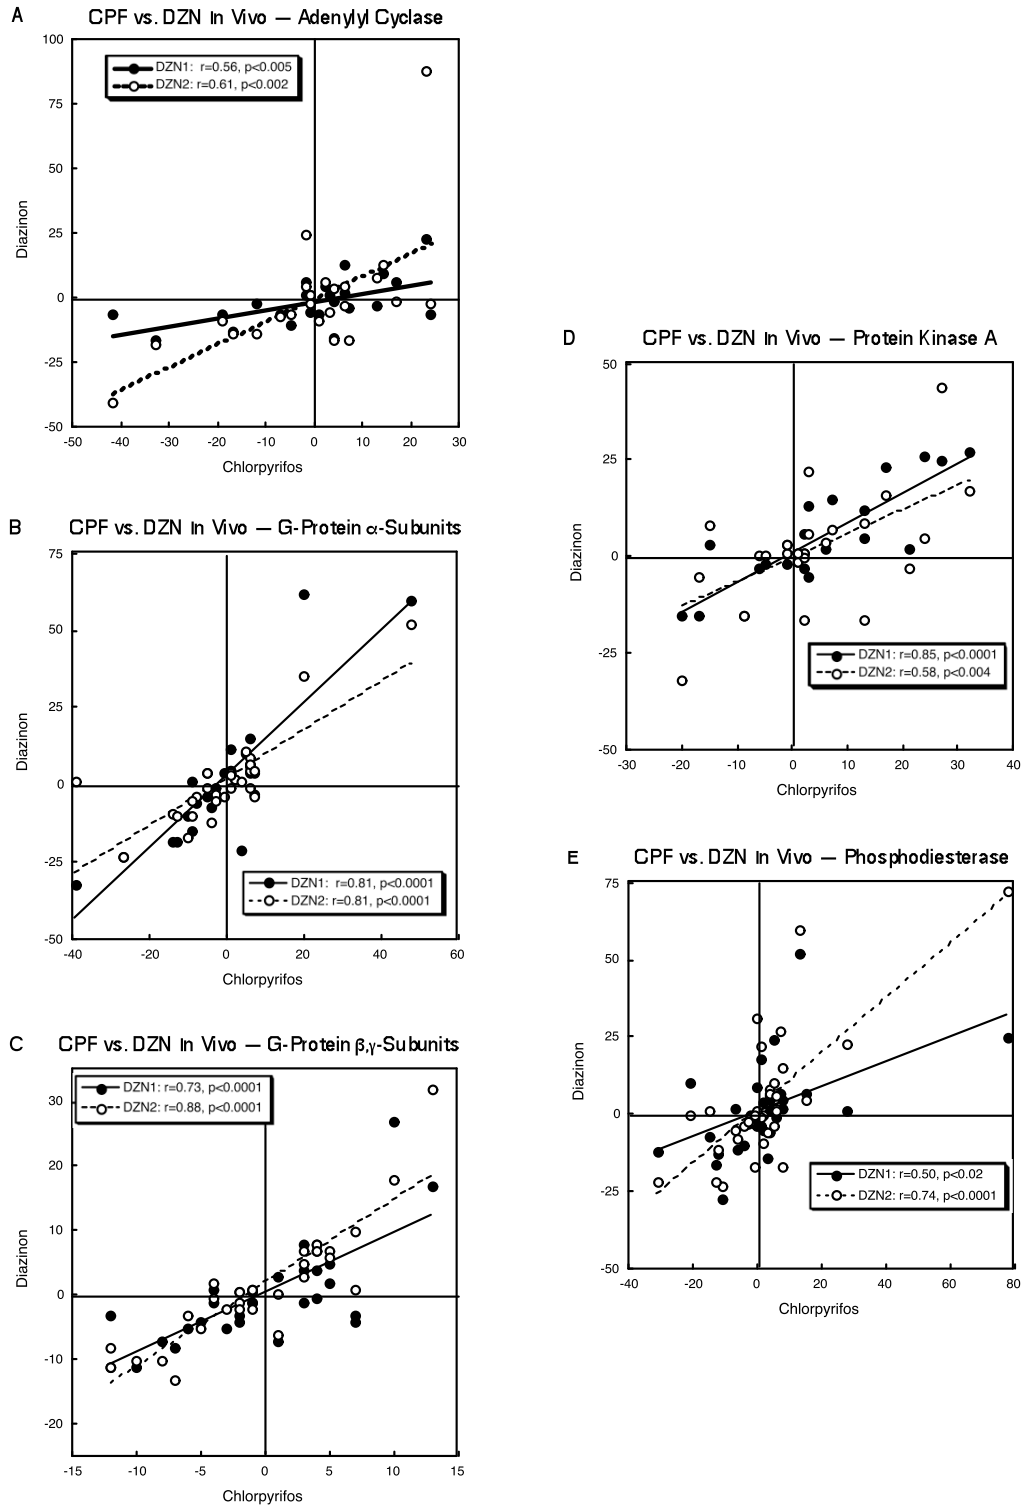 A
CPF vs. DZN In Vivo — Adenylyl Cyclase
100
75
50
25
0
-25
-50
Diazinon
DZN1: r=0.56, p<0.005
DZN2: r=0.61, p<0.002
-50 -40 -30 -20 -10 0 10 20 30
Chlorpyrifos
B
CPF vs. DZN In Vivo — G-Protein α-Subunits
75
50
25
0
-25
-50
Diazinon
DZN1: r=0.81, p<0.0001
DZN2: r=0.81, p<0.0001
-40 -20 0 20 40 60
Chlorpyrifos
C
CPF vs. DZN In Vivo — G-Protein β,γ-Subunits
30
20
10
0
-10
-20
Diazinon
DZN1: r=0.73, p<0.0001
DZN2: r=0.88, p<0.0001
-15 -10 -5 0 5 10 15
Chlorpyrifos
D
CPF vs. DZN In Vivo — Protein Kinase A
50
25
0
-25
-50
Diazinon
DZN1: r=0.85, p<0.0001
DZN2: r=0.58, p<0.004
-30 -20 -10 0 10 20 30 40
Chlorpyrifos
E
CPF vs. DZN In Vivo — Phosphodiesterase
75
50
25
0
-25
-50
Diazinon
DZN1: r=0.50, p<0.02
DZN2: r=0.74, p<0.0001
-40 -20 0 20 40 60 80
Chlorpyrifos